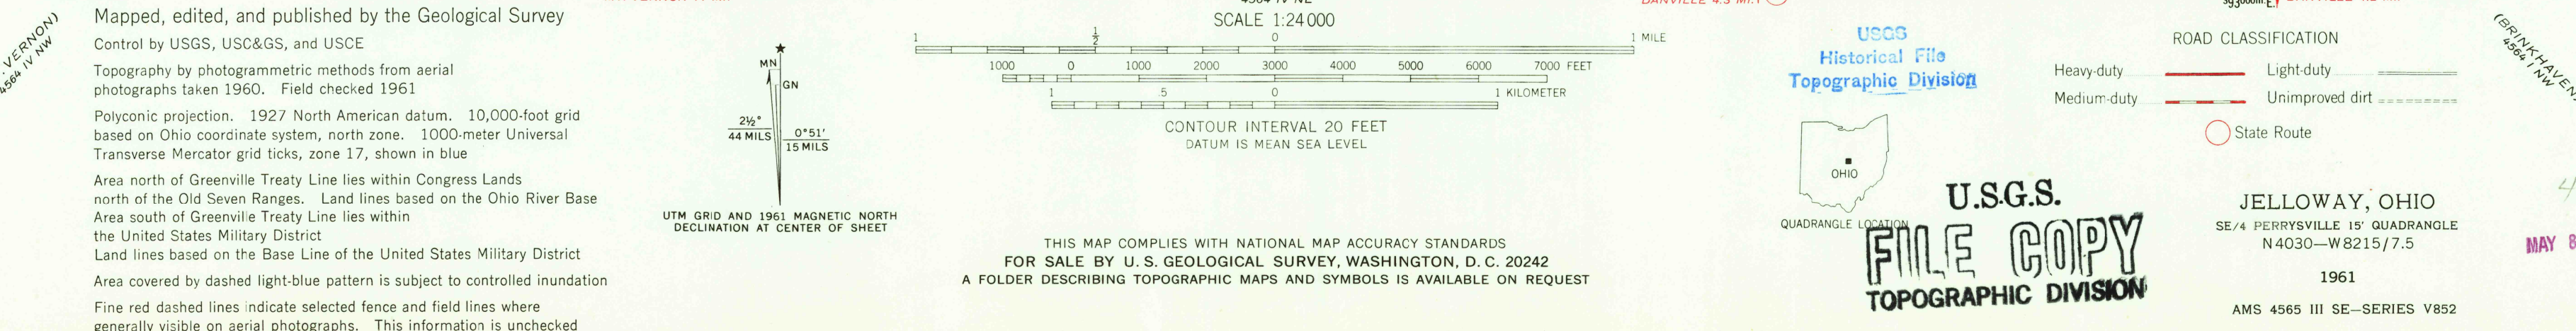 Mapped, edited, and published by the Geological Survey
Control by USGS, USC&GS, and USCE
Topography by photogrammetric methods from aerial
photographs taken 1960. Field checked 1961
Polyconic projection. 1927 North American datum. 10,000-foot grid
based on Ohio coordinate system, north zone. 1000-meter Universal
Transverse Mercator grid ticks, zone 17, shown in blue
Area north of Greenville Treaty Line lies within Congress Lands
north of the Old Seven Ranges. Land lines based on the Ohio River Base
Area south of Greenville Treaty Line lies within
the United States Military District
Land lines based on the Base Line of the United States Military District
Area covered by dashed light-blue pattern is subject to controlled inundation
Fine red dashed lines indicate selected fence and field lines where
generally visible on aerial photographs. This information is unchecked
VERNON)
4564 IV NW
MN
GN
2½°
44 MILS
0°51'
15 MILS
UTM GRID AND 1961 MAGNETIC NORTH
DECLINATION AT CENTER OF SHEET
SCALE 1:24000
1 ½ 0 1 MILE
1000 0 1000 2000 3000 4000 5000 6000 7000 FEET
1 .5 0 1 KILOMETER
CONTOUR INTERVAL 20 FEET
DATUM IS MEAN SEA LEVEL
THIS MAP COMPLIES WITH NATIONAL MAP ACCURACY STANDARDS
FOR SALE BY U. S. GEOLOGICAL SURVEY, WASHINGTON, D. C. 20242
A FOLDER DESCRIBING TOPOGRAPHIC MAPS AND SYMBOLS IS AVAILABLE ON REQUEST
USGS
Historical File
Topographic Division
OHIO
QUADRANGLE LOCATION
U.S.G.S.
FILE COPY
TOPOGRAPHIC DIVISION
ROAD CLASSIFICATION
Heavy-duty Light-duty
Medium-duty Unimproved dirt
State Route
(BRINKHAVEN
4564 I NW
JELLOWAY, OHIO
SE/4 PERRYSVILLE 15' QUADRANGLE
N4030—W8215/7.5
1961
AMS 4565 III SE—SERIES V852
MAY 8